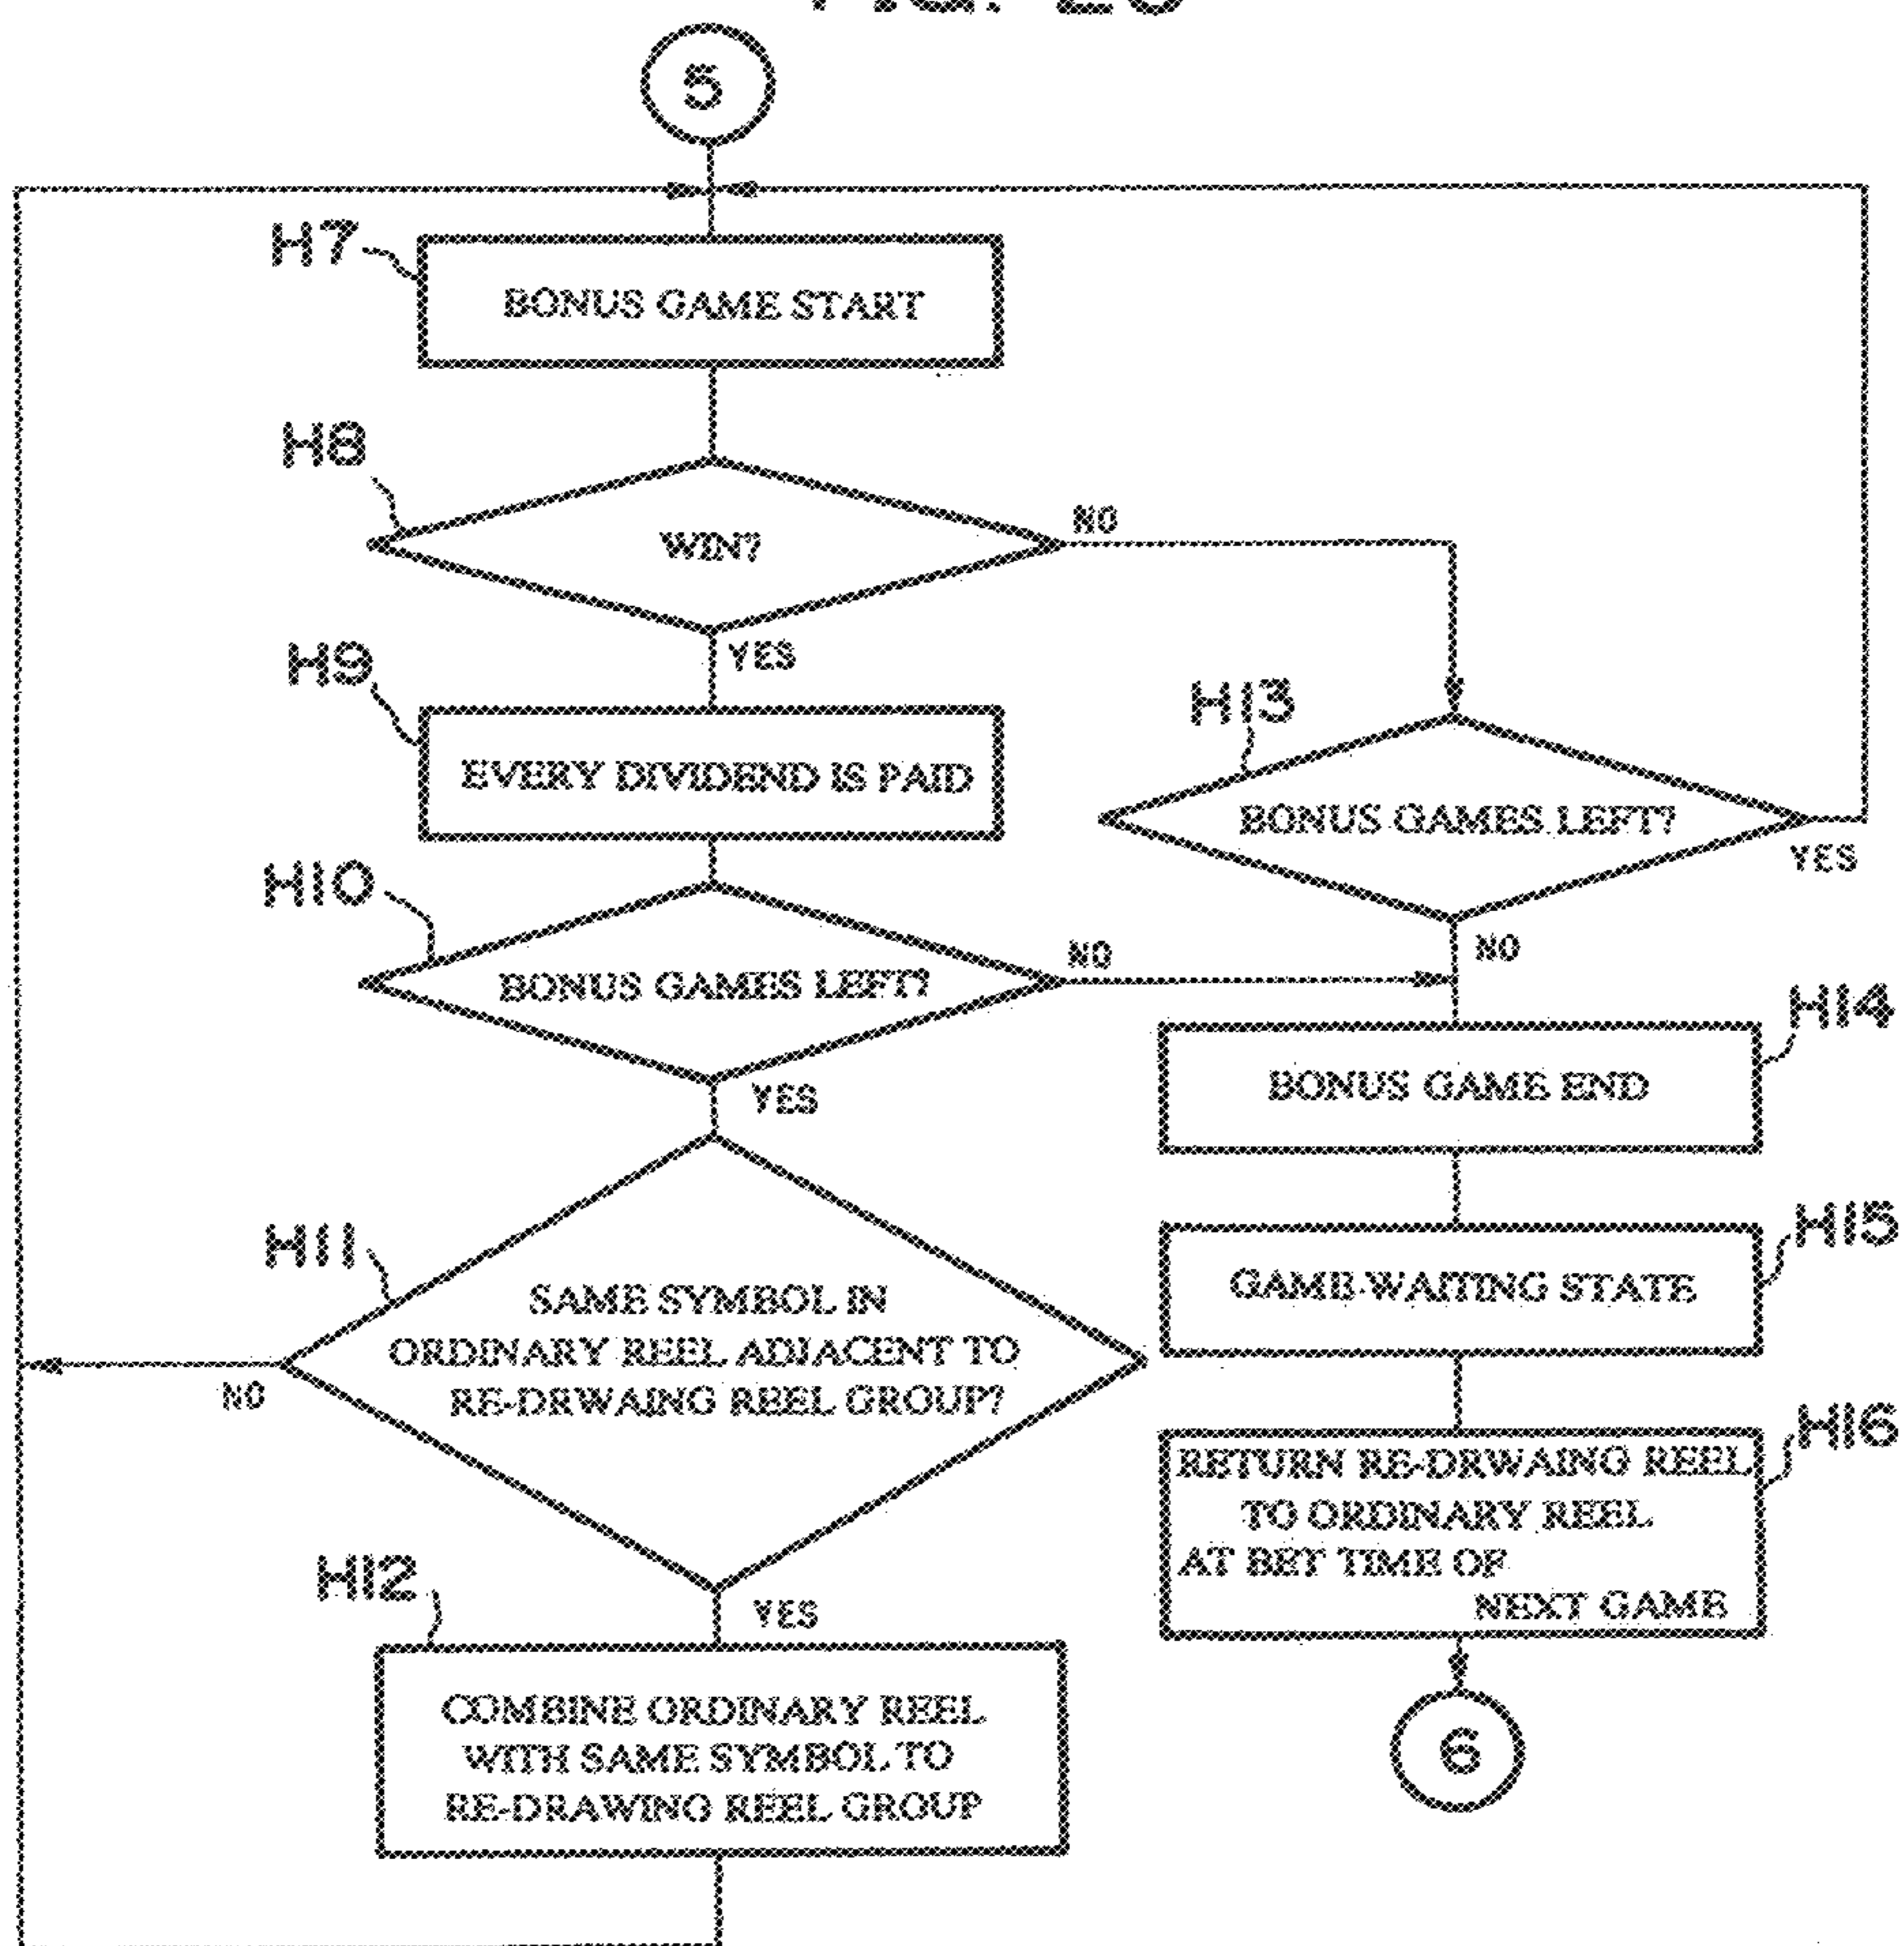 5
H7
BONUS GAME START
H8
WIN?
NO
YES
H9
EVERY DIVIDEND IS PAID
H13
BONUS GAMES LEFT?
YES
NO
H10
BONUS GAMES LEFT?
NO
YES
H14
BONUS GAME END
H11
SAME SYMBOL IN
ORDINARY REEL ADJACENT TO
RE-DRWAING REEL GROUP?
NO
YES
H15
GAME-WAITING STATE
H16
RETURN RE-DRWAING REEL
TO ORDINARY REEL
AT BET TIME OF
NEXT GAME
H12
COMBINE ORDINARY REEL
WITH SAME SYMBOL TO
RE-DRAWING REEL GROUP
6